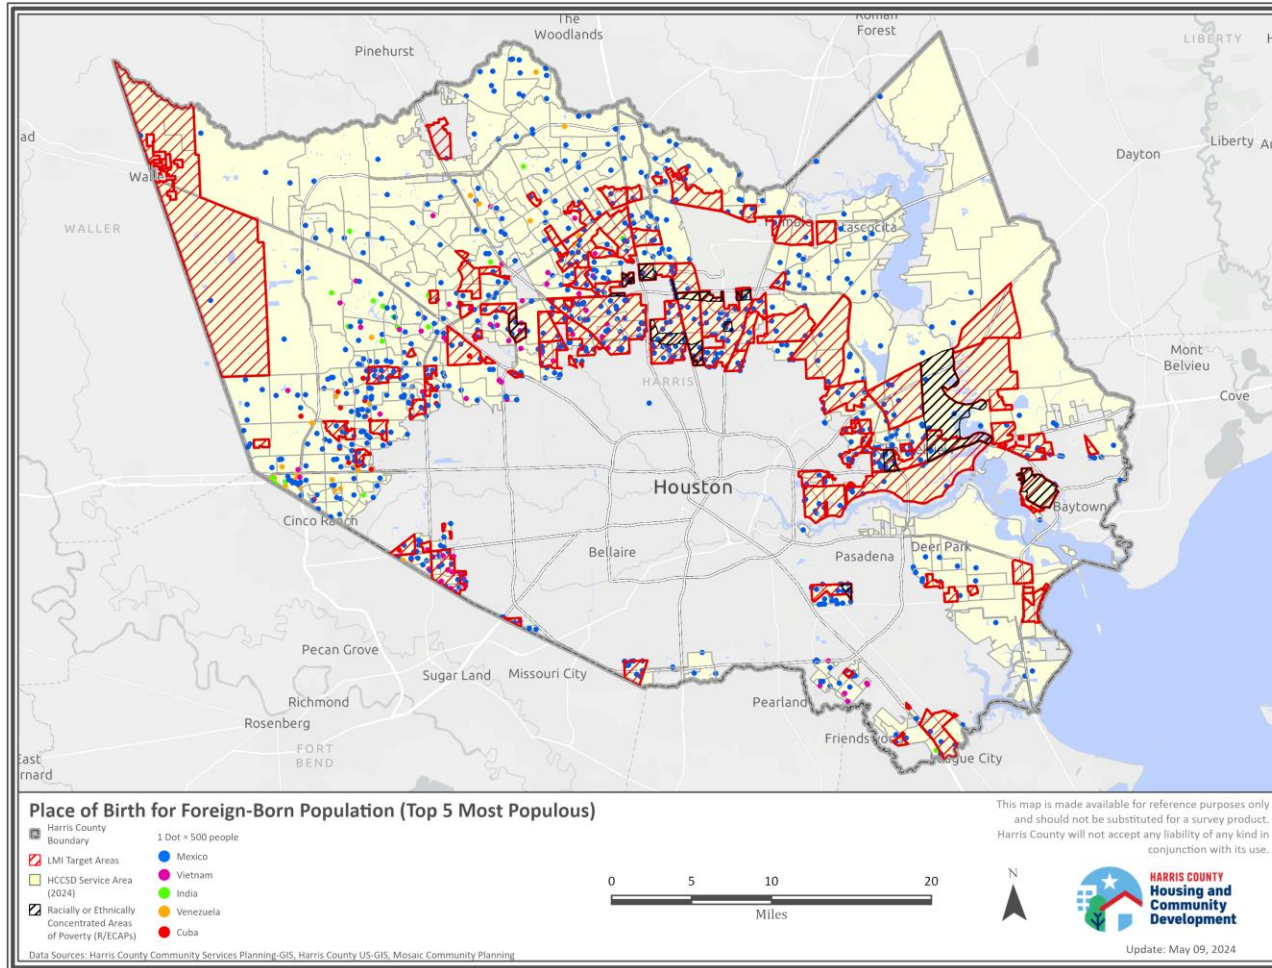 The
Woodlands
Roman
Forest
Pinehurst
LIBERTY
Dayton
Liberty
WALLER
Mont
Belvieu
Cove
HARRIS
Houston
Cinco Ranch
Baytown
Bellaire
Pasadena
Deer Park
Pecan Grove
Sugar Land
Missouri City
Richmond
Rosenberg
Pearland
FORT
BEND
Place of Birth for Foreign-Born Population (Top 5 Most Populous)
Harris County
Boundary
LMI Target Areas
HCCSD Service Area
(2024)
Racially or Ethnically
Concentrated Areas
of Poverty (R/ECAPs)
1 Dot = 500 people
Mexico
Vietnam
India
Venezuela
Cuba
0 5 10 20
Miles
N
This map is made available for reference purposes only
and should not be substituted for a survey product.
Harris County will not accept any liability of any kind in
conjunction with its use.
HARRIS COUNTY
Housing and
Community
Development
Update: May 09, 2024
Data Sources: Harris County Community Services Planning-GIS, Harris County US-GIS, Mosaic Community Planning